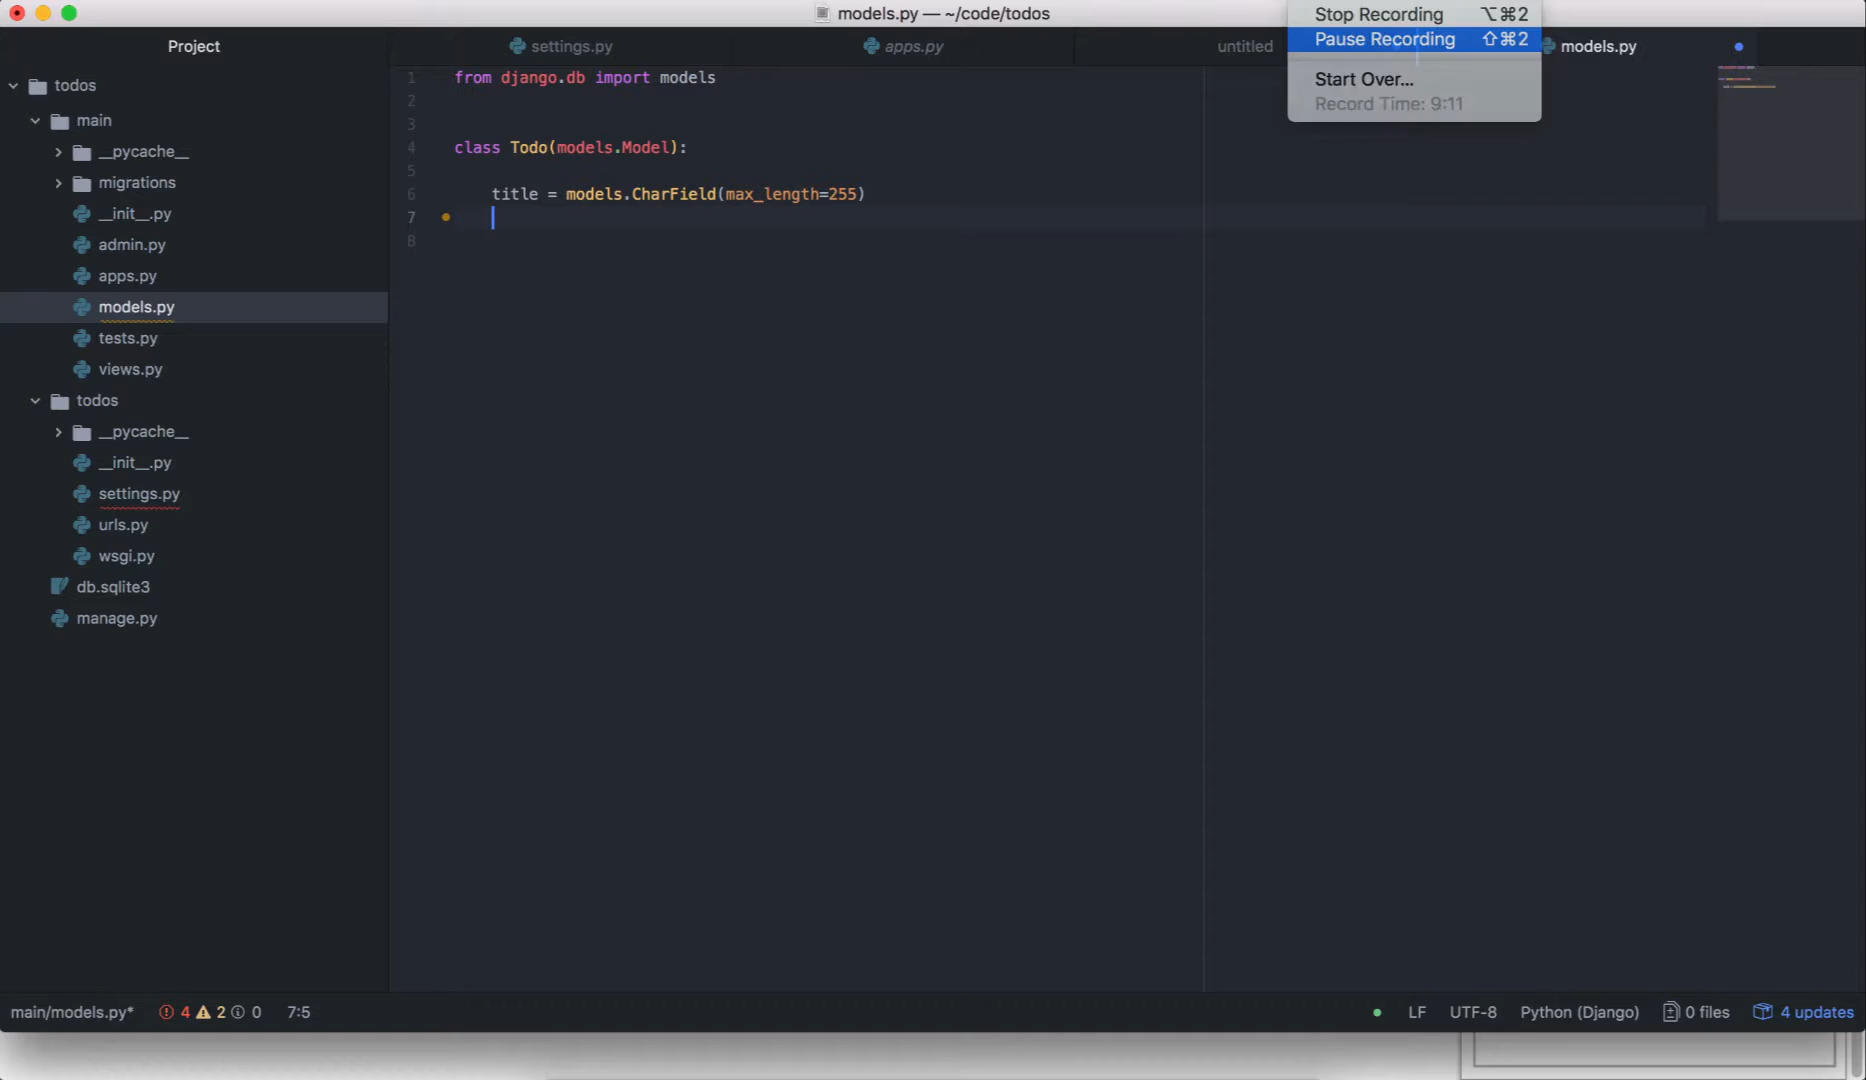 models.py — ~/code/todos
Stop Recording ⌥⌘2
Pause Recording ⇧⌘2
Start Over...
Record Time: 9:11
Project
settings.py
apps.py
untitled
models.py
todos
main
__pycache__
migrations
__init__.py
admin.py
apps.py
models.py
tests.py
views.py
todos
__pycache__
__init__.py
settings.py
urls.py
wsgi.py
db.sqlite3
manage.py
1 from django.db import models
2
3
4 class Todo(models.Model):
5
6 title = models.CharField(max_length=255)
7
8
main/models.py* 4 2 0 7:5 LF UTF-8 Python (Django) 0 files 4 updates